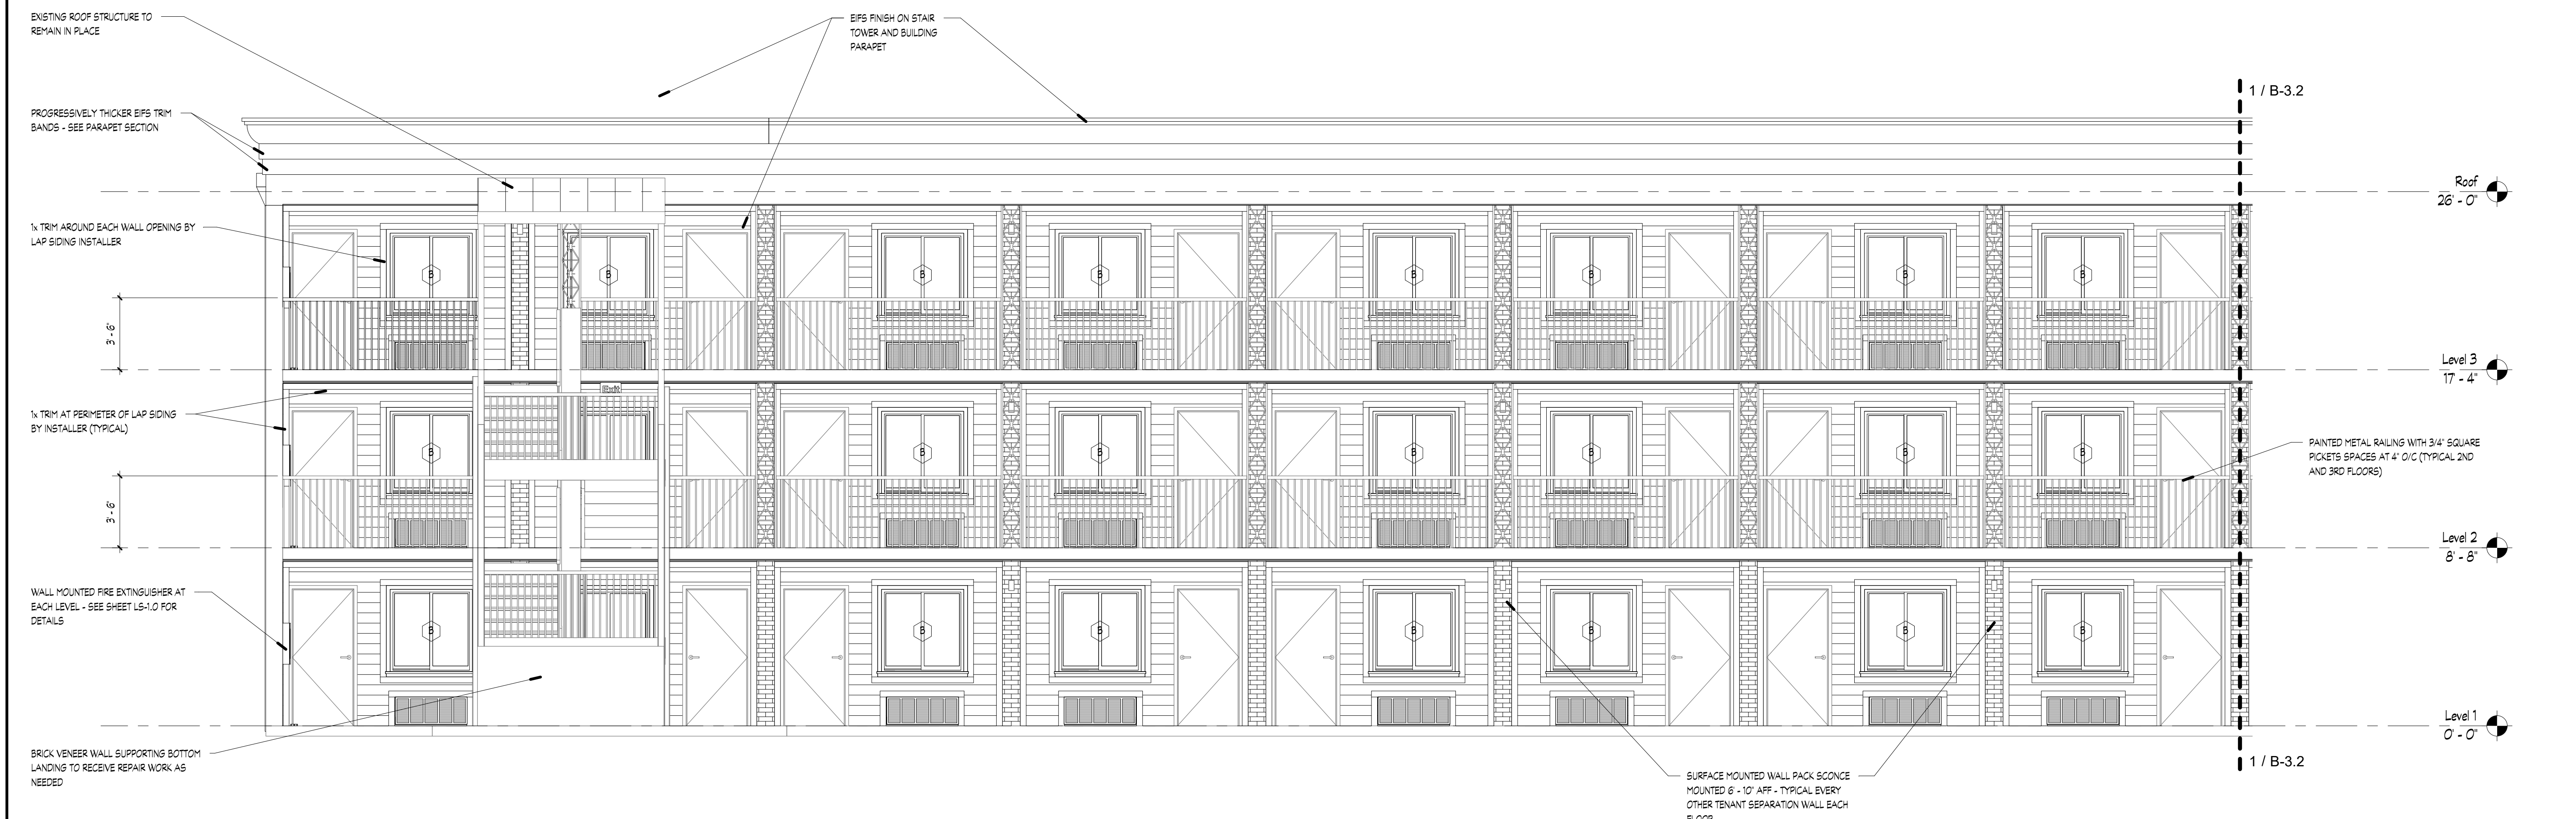 EXISTING ROOF STRUCTURE TO
REMAIN IN PLACE
EIFS FINISH ON STAIR
TOWER AND BUILDING
PARAPET
1 / B-3.2
PROGRESSIVELY THICKER EIFS TRIM
BANDS - SEE PARAPET SECTION
Roof
26' - 0"
1x TRIM AROUND EACH WALL OPENING BY
LAP SIDING INSTALLER
B B B B B B B B
3' - 6"
Level 3
17' - 4"
Exit
1x TRIM AT PERIMETER OF LAP SIDING
BY INSTALLER (TYPICAL)
B B B B B B B
PAINTED METAL RAILING WITH 3/4" SQUARE
PICKETS SPACES AT 4" O/C (TYPICAL 2ND
AND 3RD FLOORS)
3' - 6"
Level 2
8' - 8"
WALL MOUNTED FIRE EXTINGUISHER AT
EACH LEVEL - SEE SHEET LS-1.0 FOR
DETAILS
B B B B B B B
Level 1
0' - 0"
BRICK VENEER WALL SUPPORTING BOTTOM
LANDING TO RECEIVE REPAIR WORK AS
NEEDED
1 / B-3.2
SURFACE MOUNTED WALL PACK SCONCE
MOUNTED 6' - 10" AFF - TYPICAL EVERY
OTHER TENANT SEPARATION WALL EACH
FLOOR